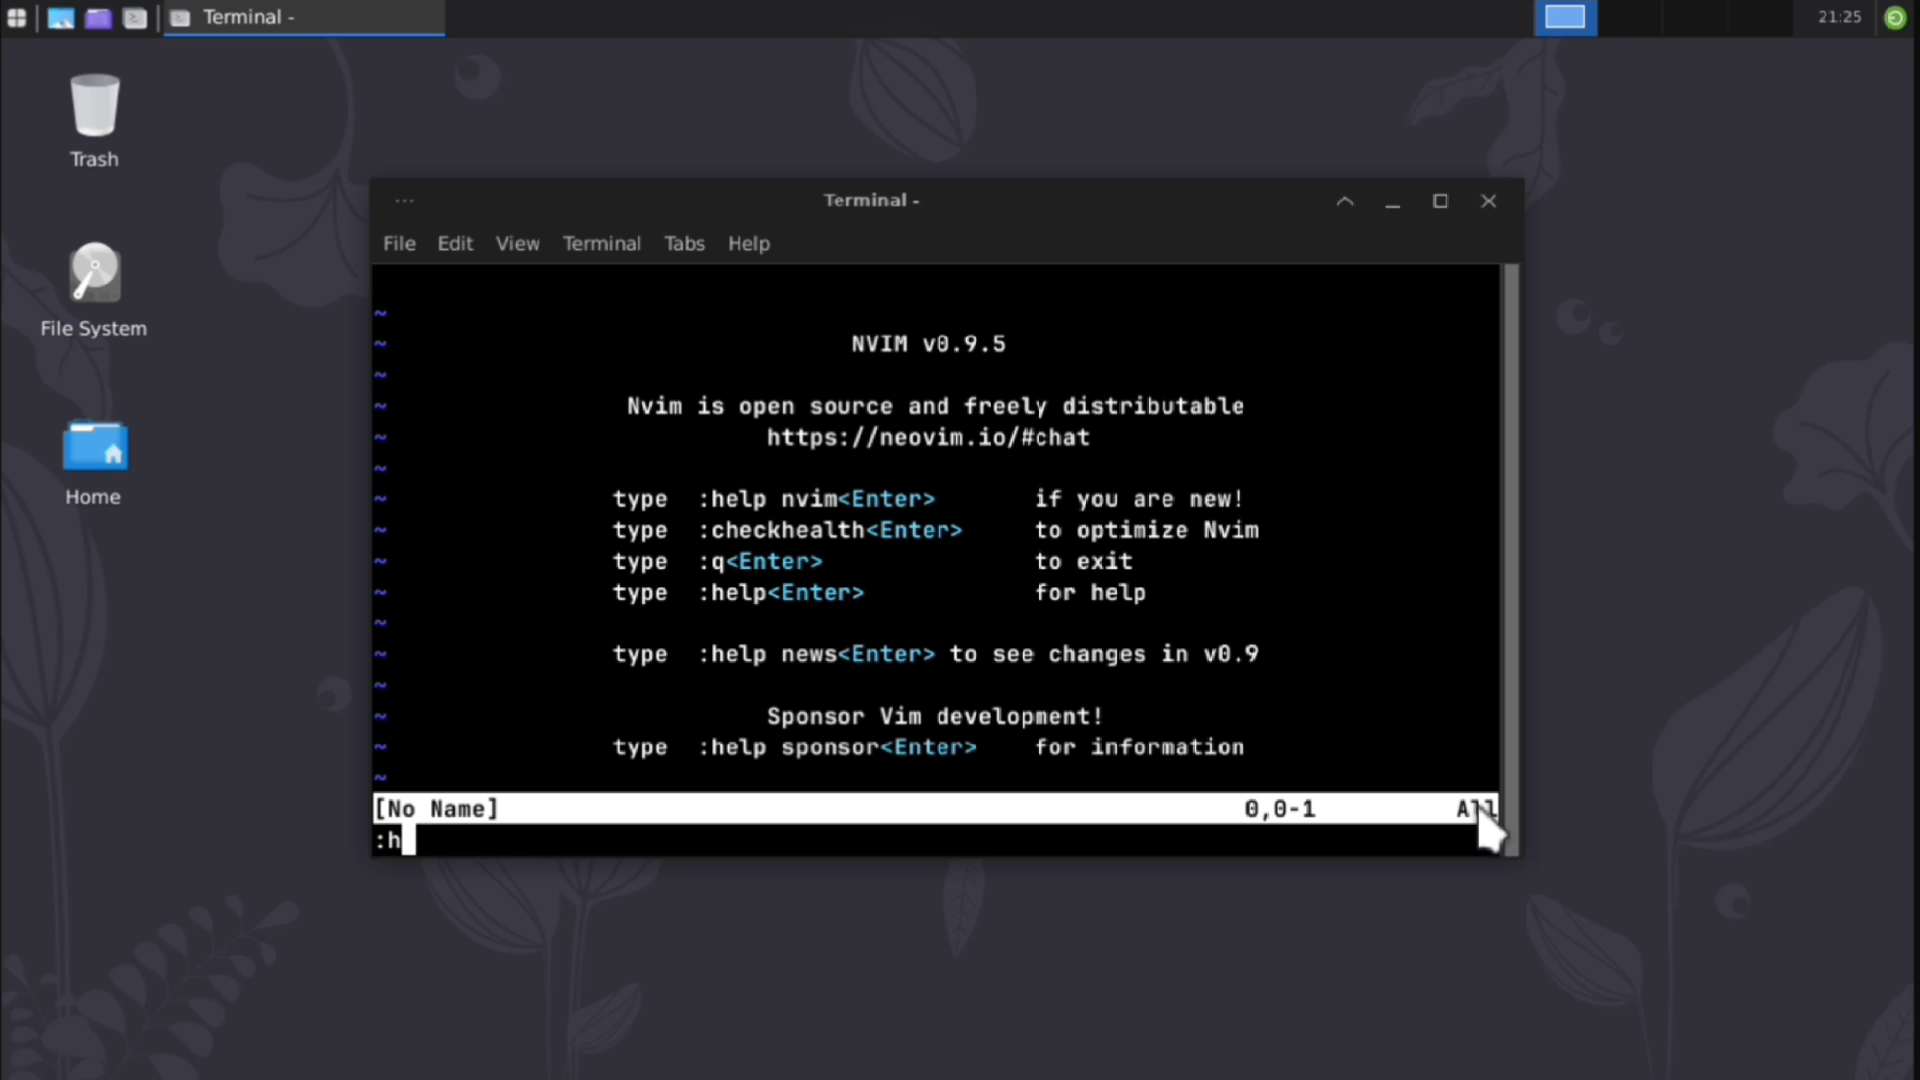 Terminal -
21:25
Trash
File System
Home
Terminal -
File Edit View Terminal Tabs Help
~
~ NVIM v0.9.5
~
~ Nvim is open source and freely distributable
~ https://neovim.io/#chat
~
~ type :help nvim<Enter> if you are new!
~ type :checkhealth<Enter> to optimize Nvim
~ type :q<Enter> to exit
~ type :help<Enter> for help
~
~ type :help news<Enter> to see changes in v0.9
~
~ Sponsor Vim development!
~ type :help sponsor<Enter> for information
~
[No Name] 0,0-1 All
:h